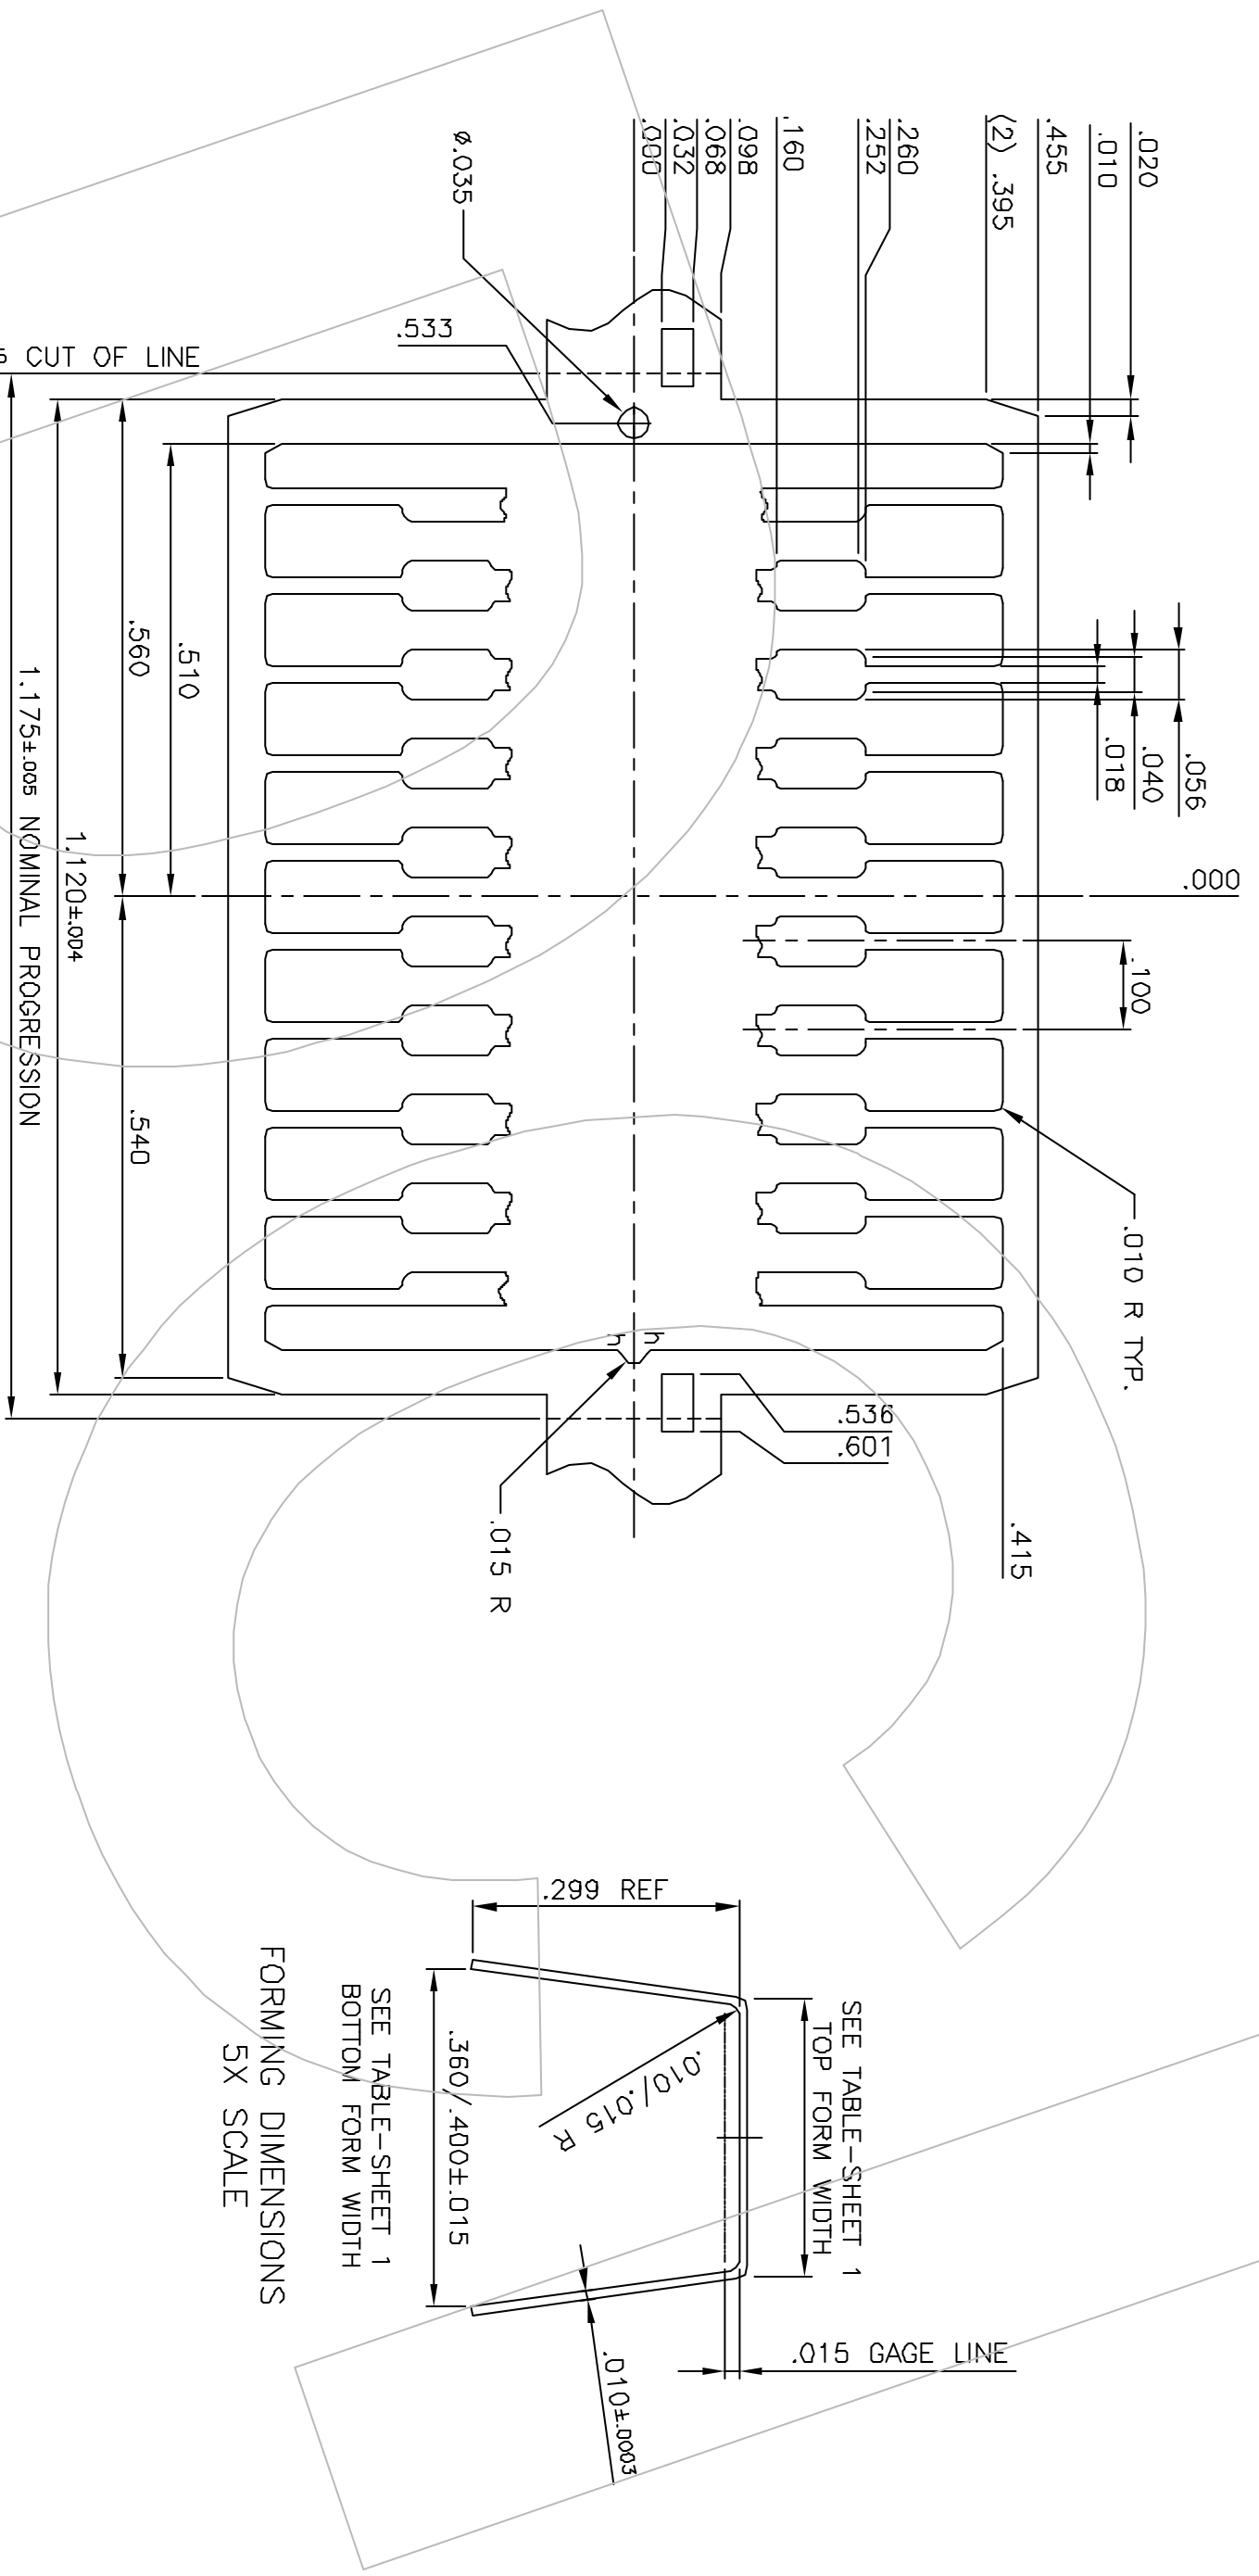 .020
.010
.455
(2) .395
.260
.252
.160
.098
.068
.032
.000
Ø.035
.533
CUT OF LINE
.056
.040
.018
.000
.100
.010 R TYP.
.510
.560
.540
1.120±.004
1.175±.005 NOMINAL PROGRESSION
h h
.536
.601
.015 R
.415
.299 REF
SEE TABLE-SHEET 1
TOP FORM WIDTH
.010/.015 R
.360/.400±.015
SEE TABLE-SHEET 1
BOTTOM FORM WIDTH
.015 GAGE LINE
.010±.0003
FORMING DIMENSIONS
5X SCALE